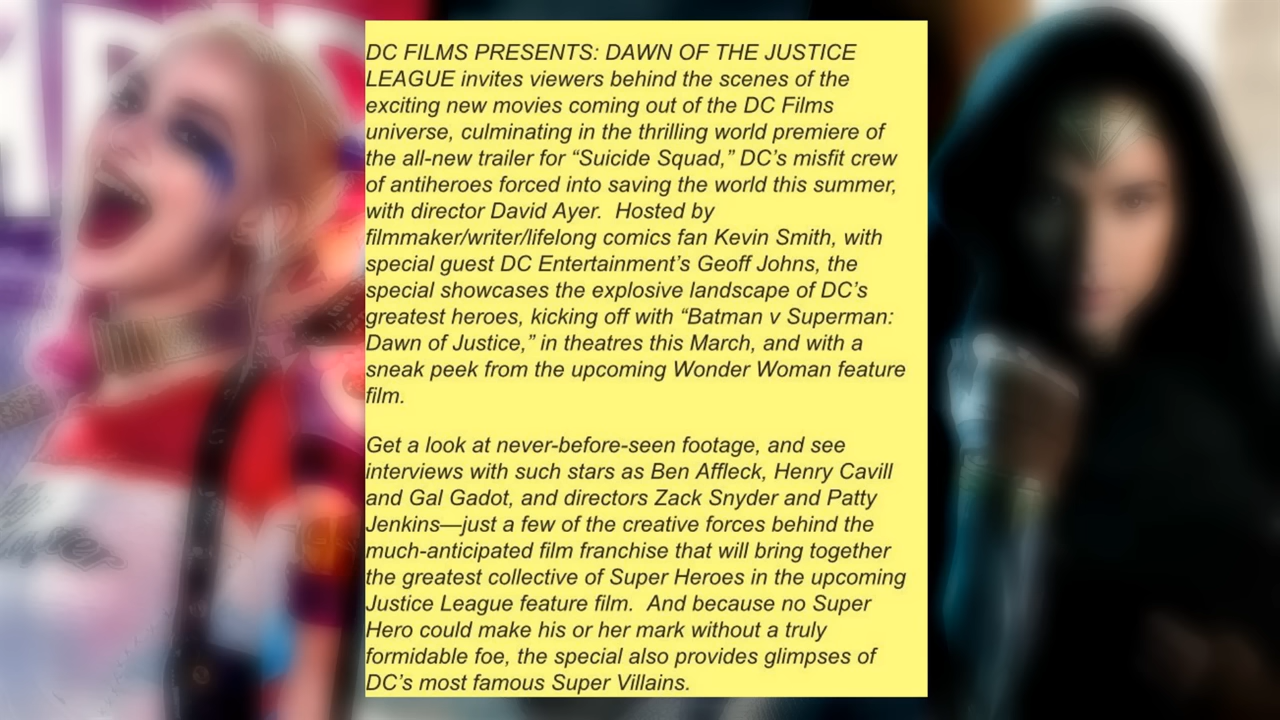 DC FILMS PRESENTS: DAWN OF THE JUSTICE
LEAGUE invites viewers behind the scenes of the
exciting new movies coming out of the DC Films
universe, culminating in the thrilling world premiere of
the all-new trailer for “Suicide Squad,” DC’s misfit crew
of antiheroes forced into saving the world this summer,
with director David Ayer.  Hosted by
filmmaker/writer/lifelong comics fan Kevin Smith, with
special guest DC Entertainment’s Geoff Johns, the
special showcases the explosive landscape of DC’s
greatest heroes, kicking off with “Batman v Superman:
Dawn of Justice,” in theatres this March, and with a
sneak peek from the upcoming Wonder Woman feature
film.
Get a look at never-before-seen footage, and see
interviews with such stars as Ben Affleck, Henry Cavill
and Gal Gadot, and directors Zack Snyder and Patty
Jenkins—just a few of the creative forces behind the
much-anticipated film franchise that will bring together
the greatest collective of Super Heroes in the upcoming
Justice League feature film.  And because no Super
Hero could make his or her mark without a truly
formidable foe, the special also provides glimpses of
DC’s most famous Super Villains.